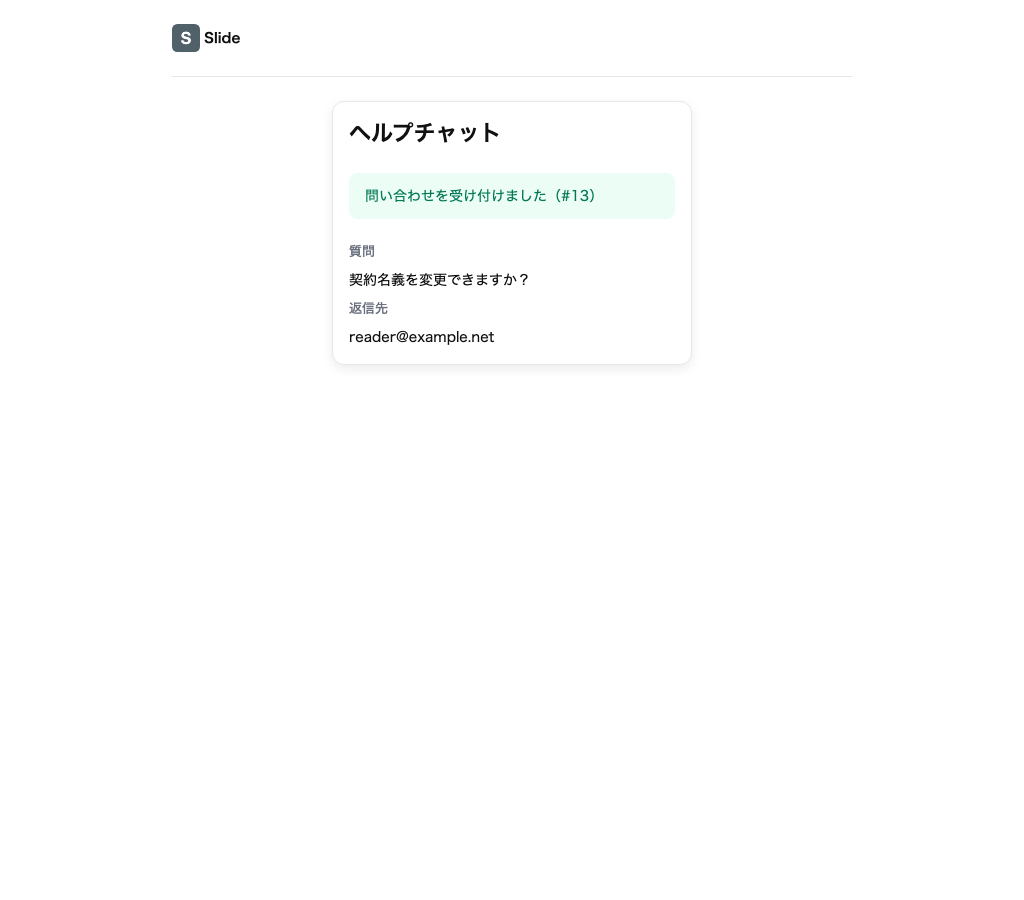 S Slide
ヘルプチャット
問い合わせを受け付けました（#13）
質問
契約名義を変更できますか？
返信先
reader@example.net